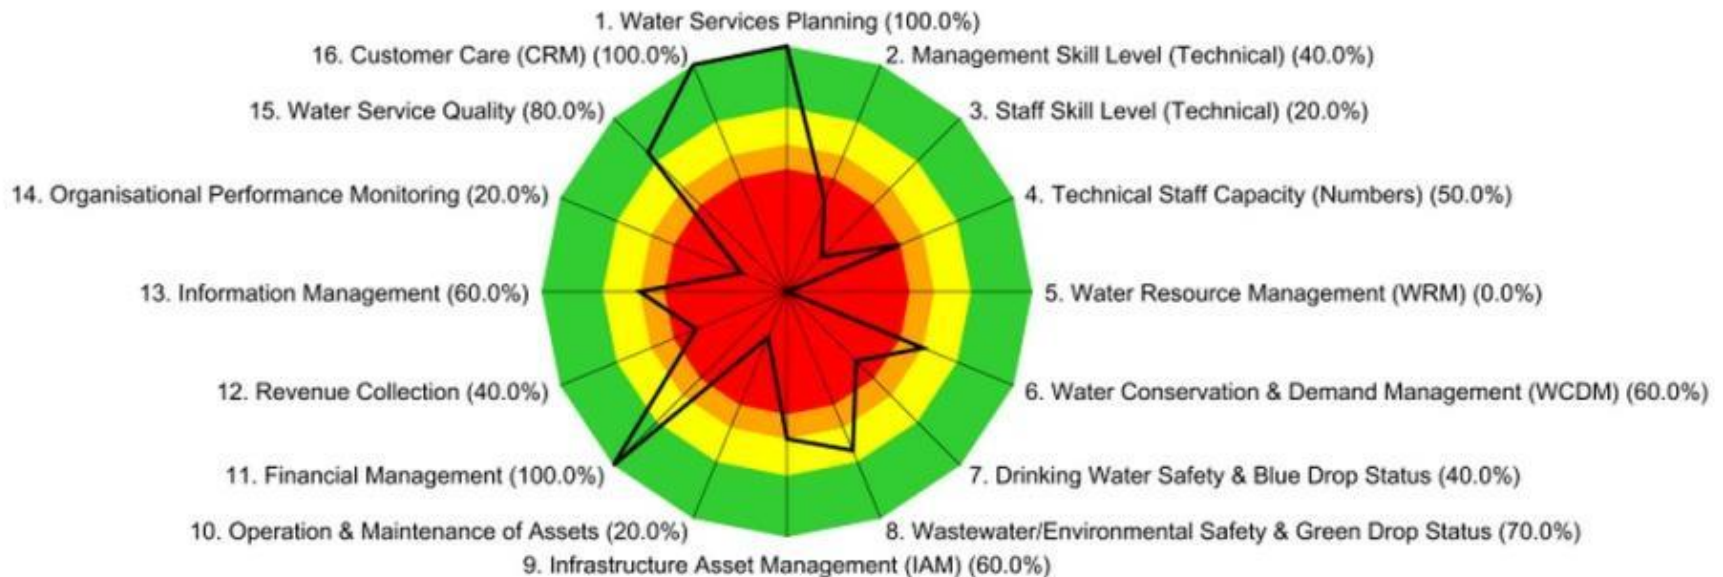 1. Water Services Planning (100.0%)
2. Management Skill Level (Technical) (40.0%)
3. Staff Skill Level (Technical) (20.0%)
4. Technical Staff Capacity (Numbers) (50.0%)
5. Water Resource Management (WRM) (0.0%)
6. Water Conservation & Demand Management (WCDM) (60.0%)
7. Drinking Water Safety & Blue Drop Status (40.0%)
8. Wastewater/Environmental Safety & Green Drop Status (70.0%)
9. Infrastructure Asset Management (IAM) (60.0%)
10. Operation & Maintenance of Assets (20.0%)
11. Financial Management (100.0%)
12. Revenue Collection (40.0%)
13. Information Management (60.0%)
14. Organisational Performance Monitoring (20.0%)
15. Water Service Quality (80.0%)
16. Customer Care (CRM) (100.0%)